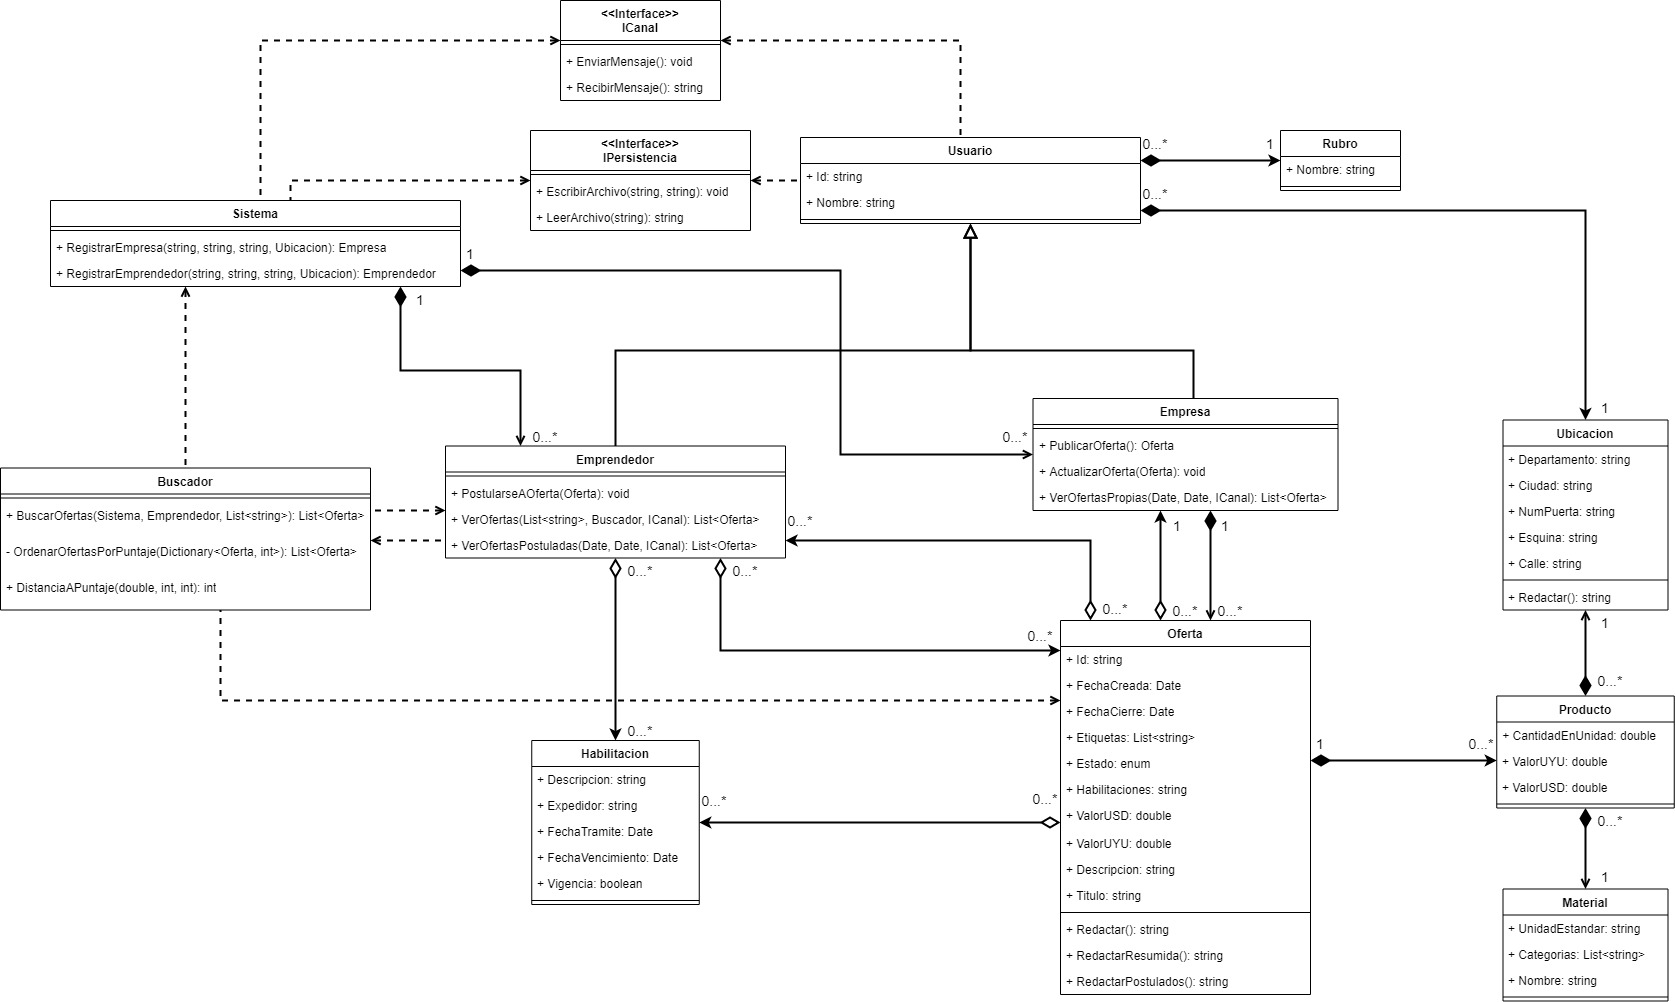 <<Interface>>
ICanal
+ EnviarMensaje(): void
+ RecibirMensaje(): string
<<Interface>>
IPersistencia
+ EscribirArchivo(string, string): void
+ LeerArchivo(string): string
Usuario
+ Id: string
+ Nombre: string
0...*
1
0...*
Rubro
+ Nombre: string
Sistema
+ RegistrarEmpresa(string, string, string, Ubicacion): Empresa
+ RegistrarEmprendedor(string, string, string, Ubicacion): Emprendedor
1
1
0...*
0...*
1
Empresa
+ PublicarOferta(): Oferta
+ ActualizarOferta(Oferta): void
+ VerOfertasPropias(Date, Date, ICanal): List<Oferta>
1
1
Ubicacion
+ Departamento: string
+ Ciudad: string
+ NumPuerta: string
+ Esquina: string
+ Calle: string
+ Redactar(): string
1
Emprendedor
+ PostularseAOferta(Oferta): void
+ VerOfertas(List<string>, Buscador, ICanal): List<Oferta>
+ VerOfertasPostuladas(Date, Date, ICanal): List<Oferta>
0...*
0...*
0...*
Buscador
+ BuscarOfertas(Sistema, Emprendedor, List<string>): List<Oferta>
- OrdenarOfertasPorPuntaje(Dictionary<Oferta, int>): List<Oferta>
+ DistanciaAPuntaje(double, int, int): int
0...*
0...*
0...*
0...*
Oferta
+ Id: string
+ FechaCreada: Date
+ FechaCierre: Date
+ Etiquetas: List<string>
+ Estado: enum
+ Habilitaciones: string
+ ValorUSD: double
+ ValorUYU: double
+ Descripcion: string
+ Titulo: string
+ Redactar(): string
+ RedactarResumida(): string
+ RedactarPostulados(): string
0...*
Habilitacion
+ Descripcion: string
+ Expedidor: string
+ FechaTramite: Date
+ FechaVencimiento: Date
+ Vigencia: boolean
0...*
0...*
1
0...*
0...*
Producto
+ CantidadEnUnidad: double
+ ValorUYU: double
+ ValorUSD: double
0...*
1
Material
+ UnidadEstandar: string
+ Categorias: List<string>
+ Nombre: string